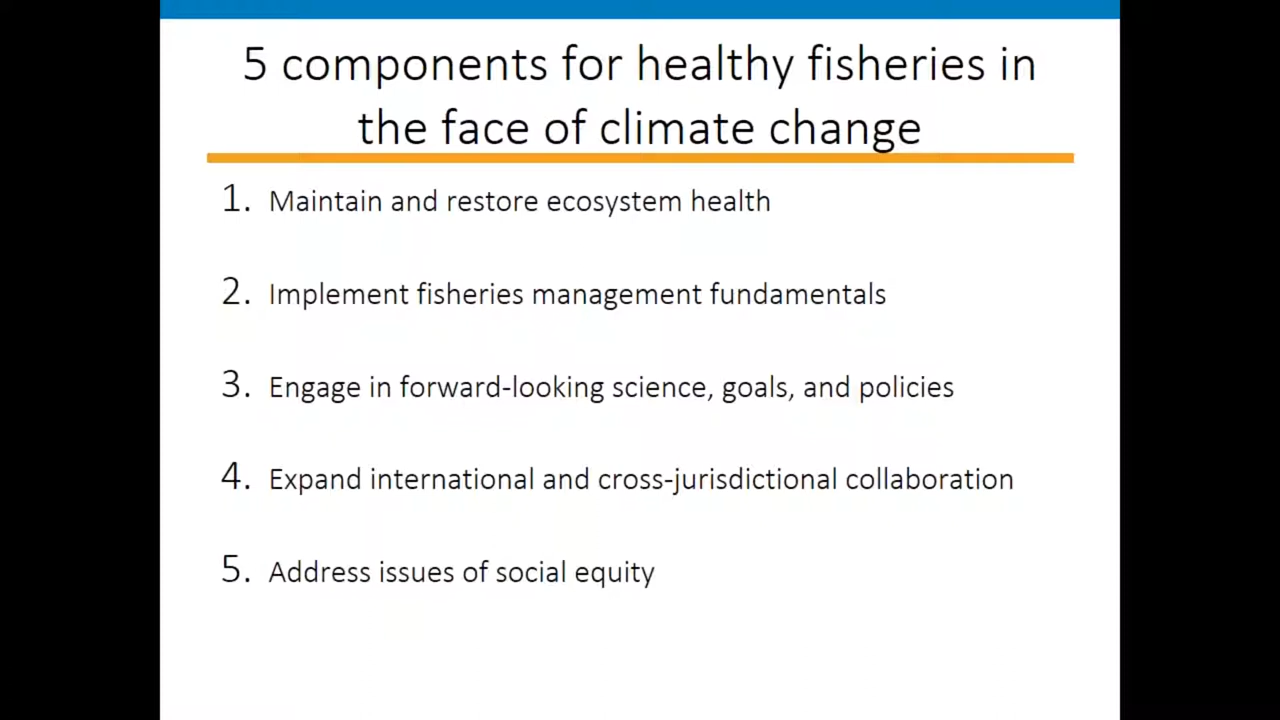 5 components for healthy fisheries in
the face of climate change
1. Maintain and restore ecosystem health
2. Implement fisheries management fundamentals
3. Engage in forward-looking science, goals, and policies
4. Expand international and cross-jurisdictional collaboration
5. Address issues of social equity